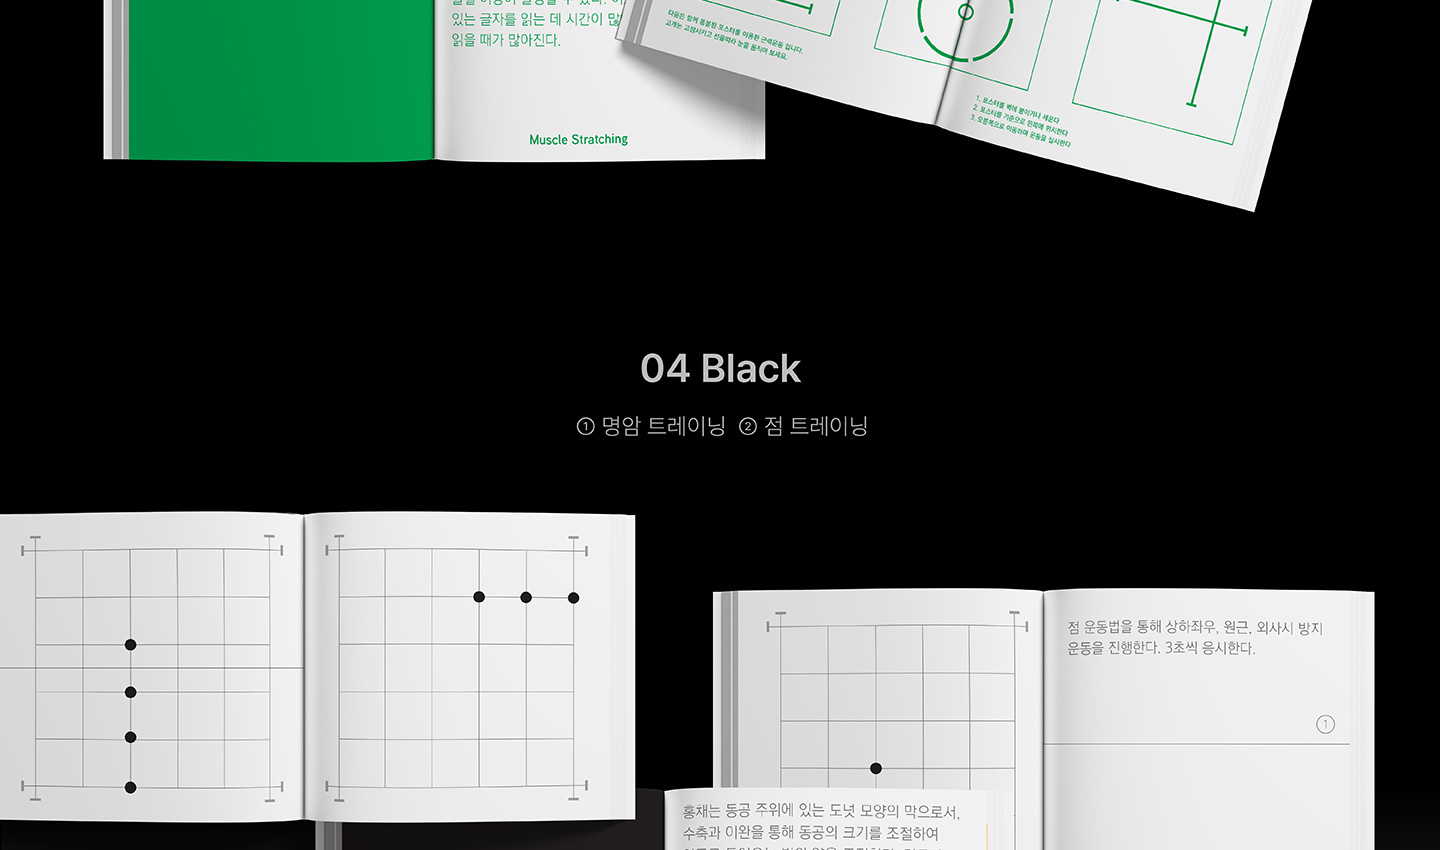 있는 글자를 읽는 데 시간이 많
읽을 때가 많아진다.
Muscle Stratching
다음은 함께 동봉된 포스터를 이용한 근력운동 입니다.
고개는 고정시키고 선을따라 눈을 움직여 보세요.
1. 포스터를 벽에 붙이거나 세운다
2. 포스터를 기준으로 왼쪽에 위치한다
3. 오른쪽으로 이동하며 운동을 실시한다
04 Black
① 명암 트레이닝 ② 점 트레이닝
점 운동법을 통해 상하좌우, 원근, 외사시 방지
운동을 진행한다. 3초씩 응시한다.
①
홍채는 동공 주위에 있는 도넛 모양의 막으로서,
수축과 이완을 통해 동공의 크기를 조절하여